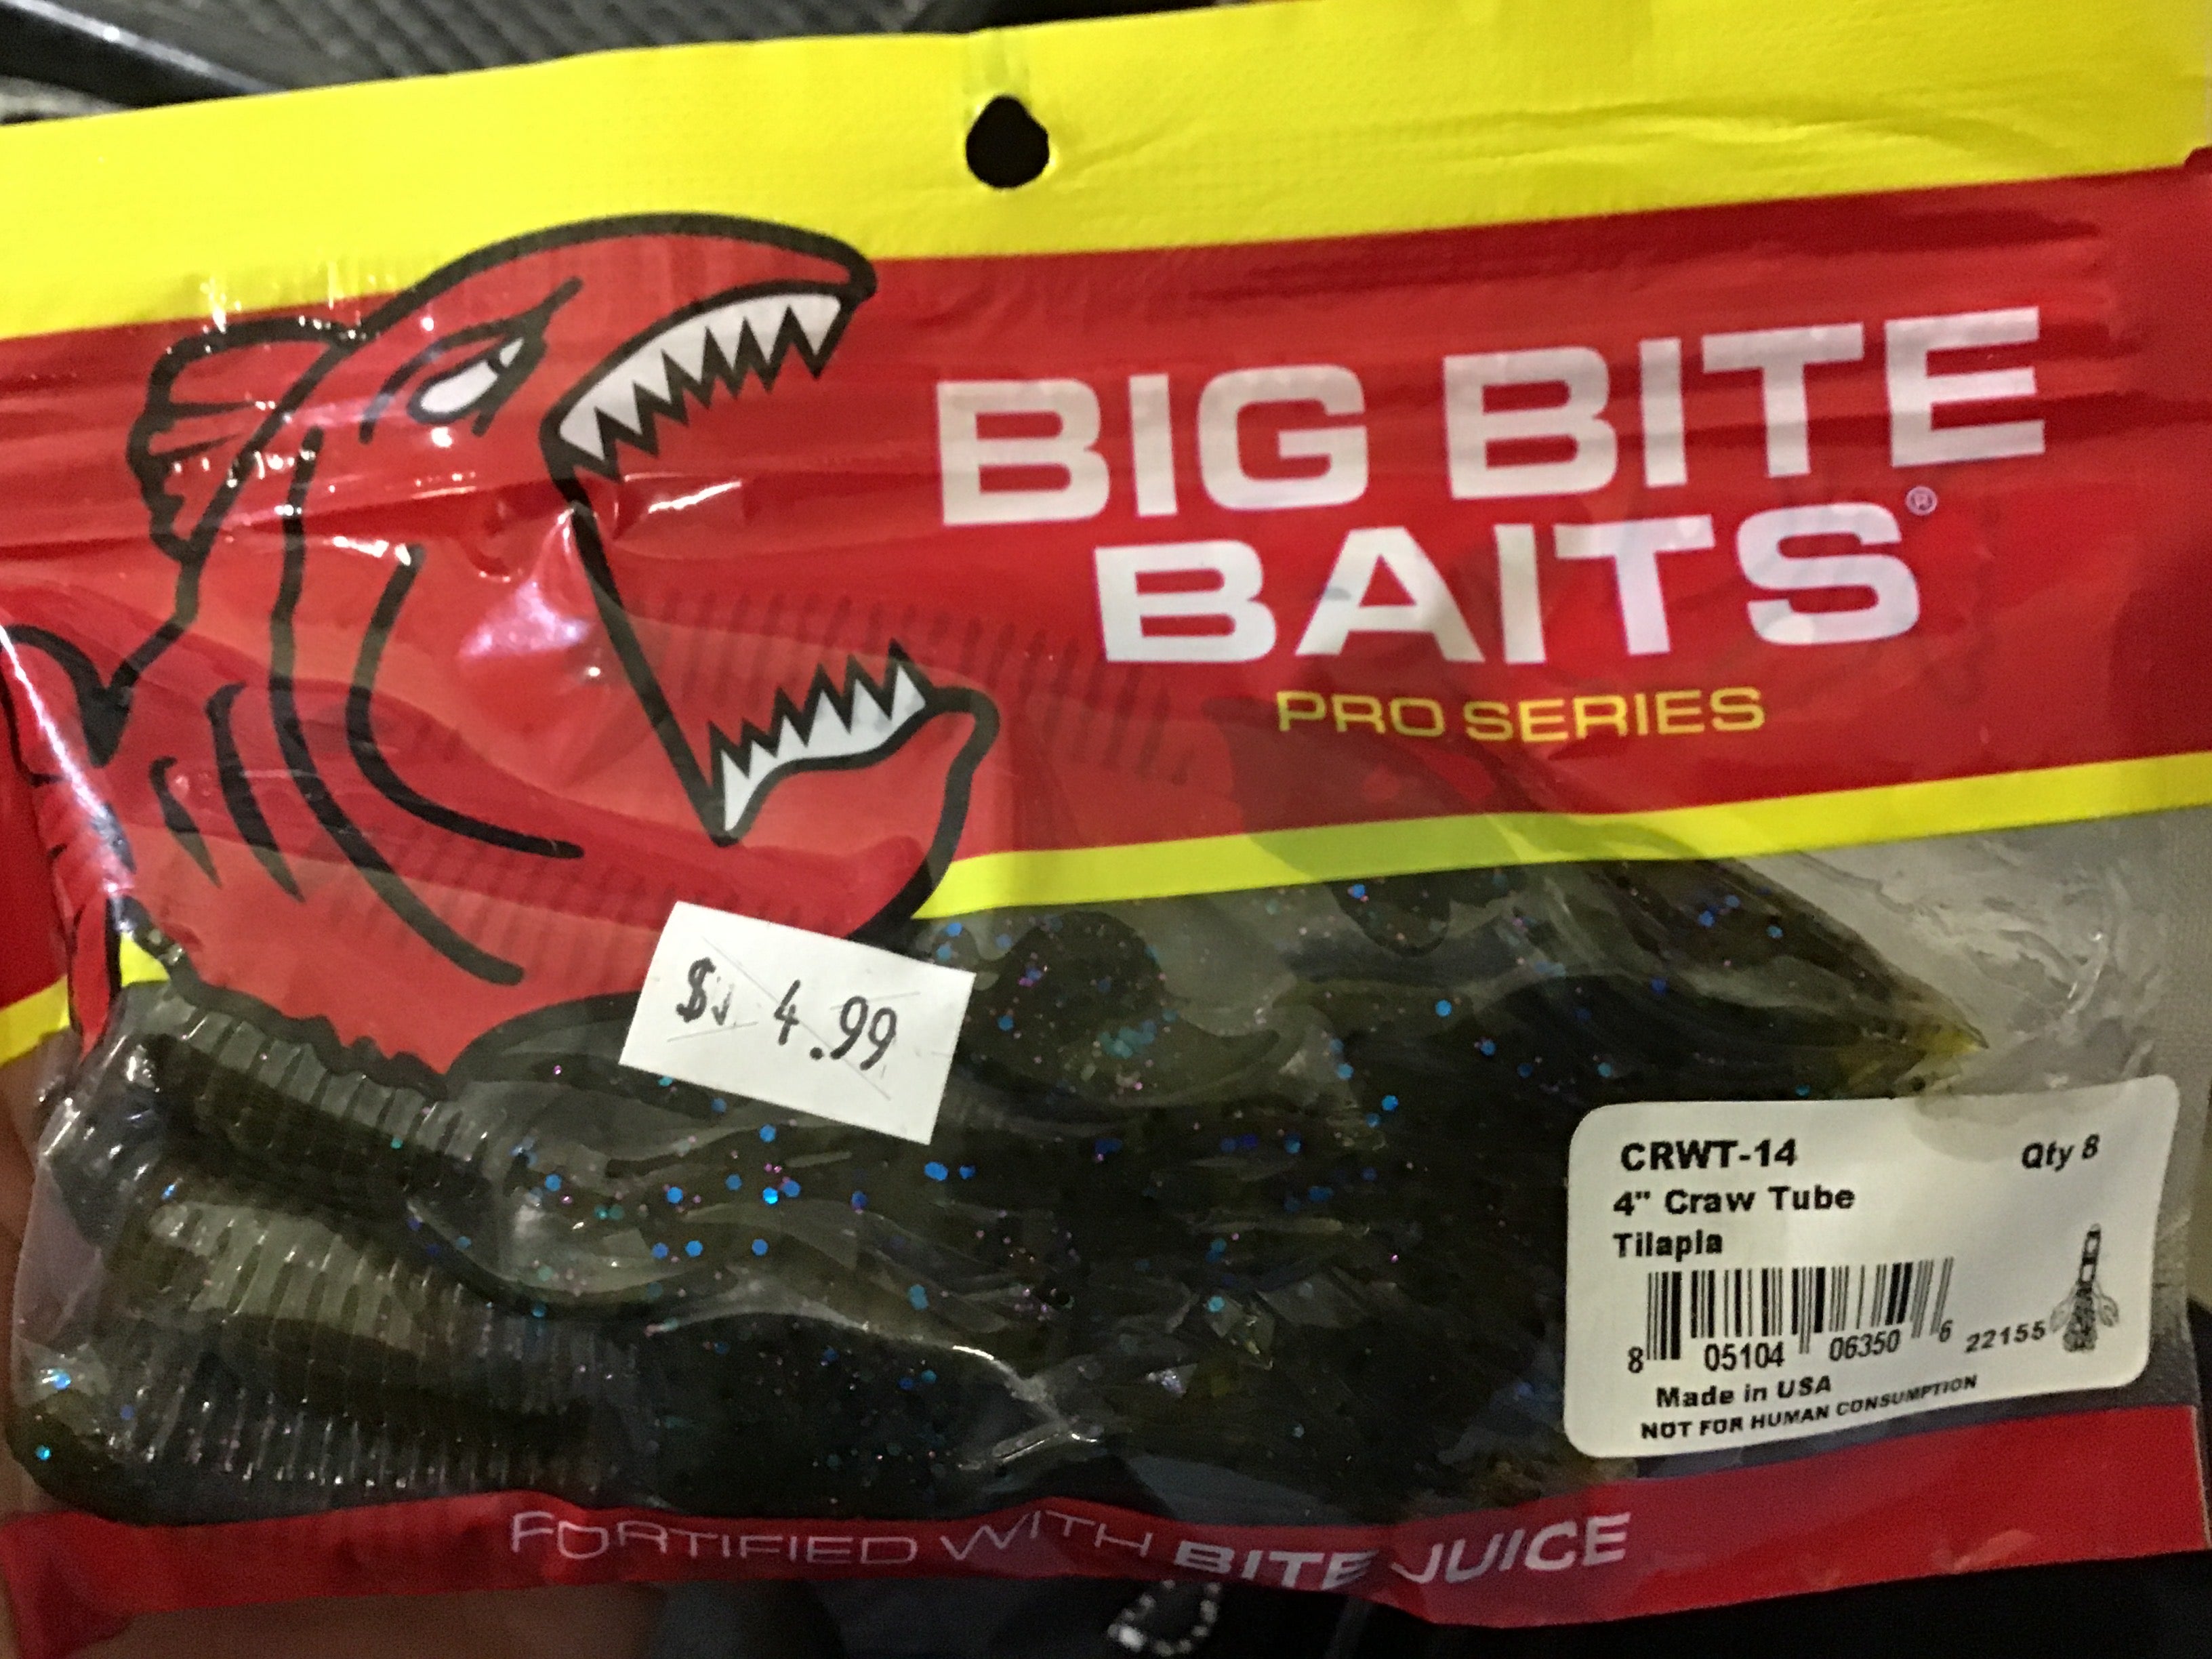 BIG BITE
BAITS®
PRO SERIES
$ 4.99
CRWT-14
Qty 8
4" Craw Tube
Tilapia
8 05104 06350 6
22155
Made in USA
NOT FOR HUMAN CONSUMPTION
FORTIFIED WITH BITE JUICE